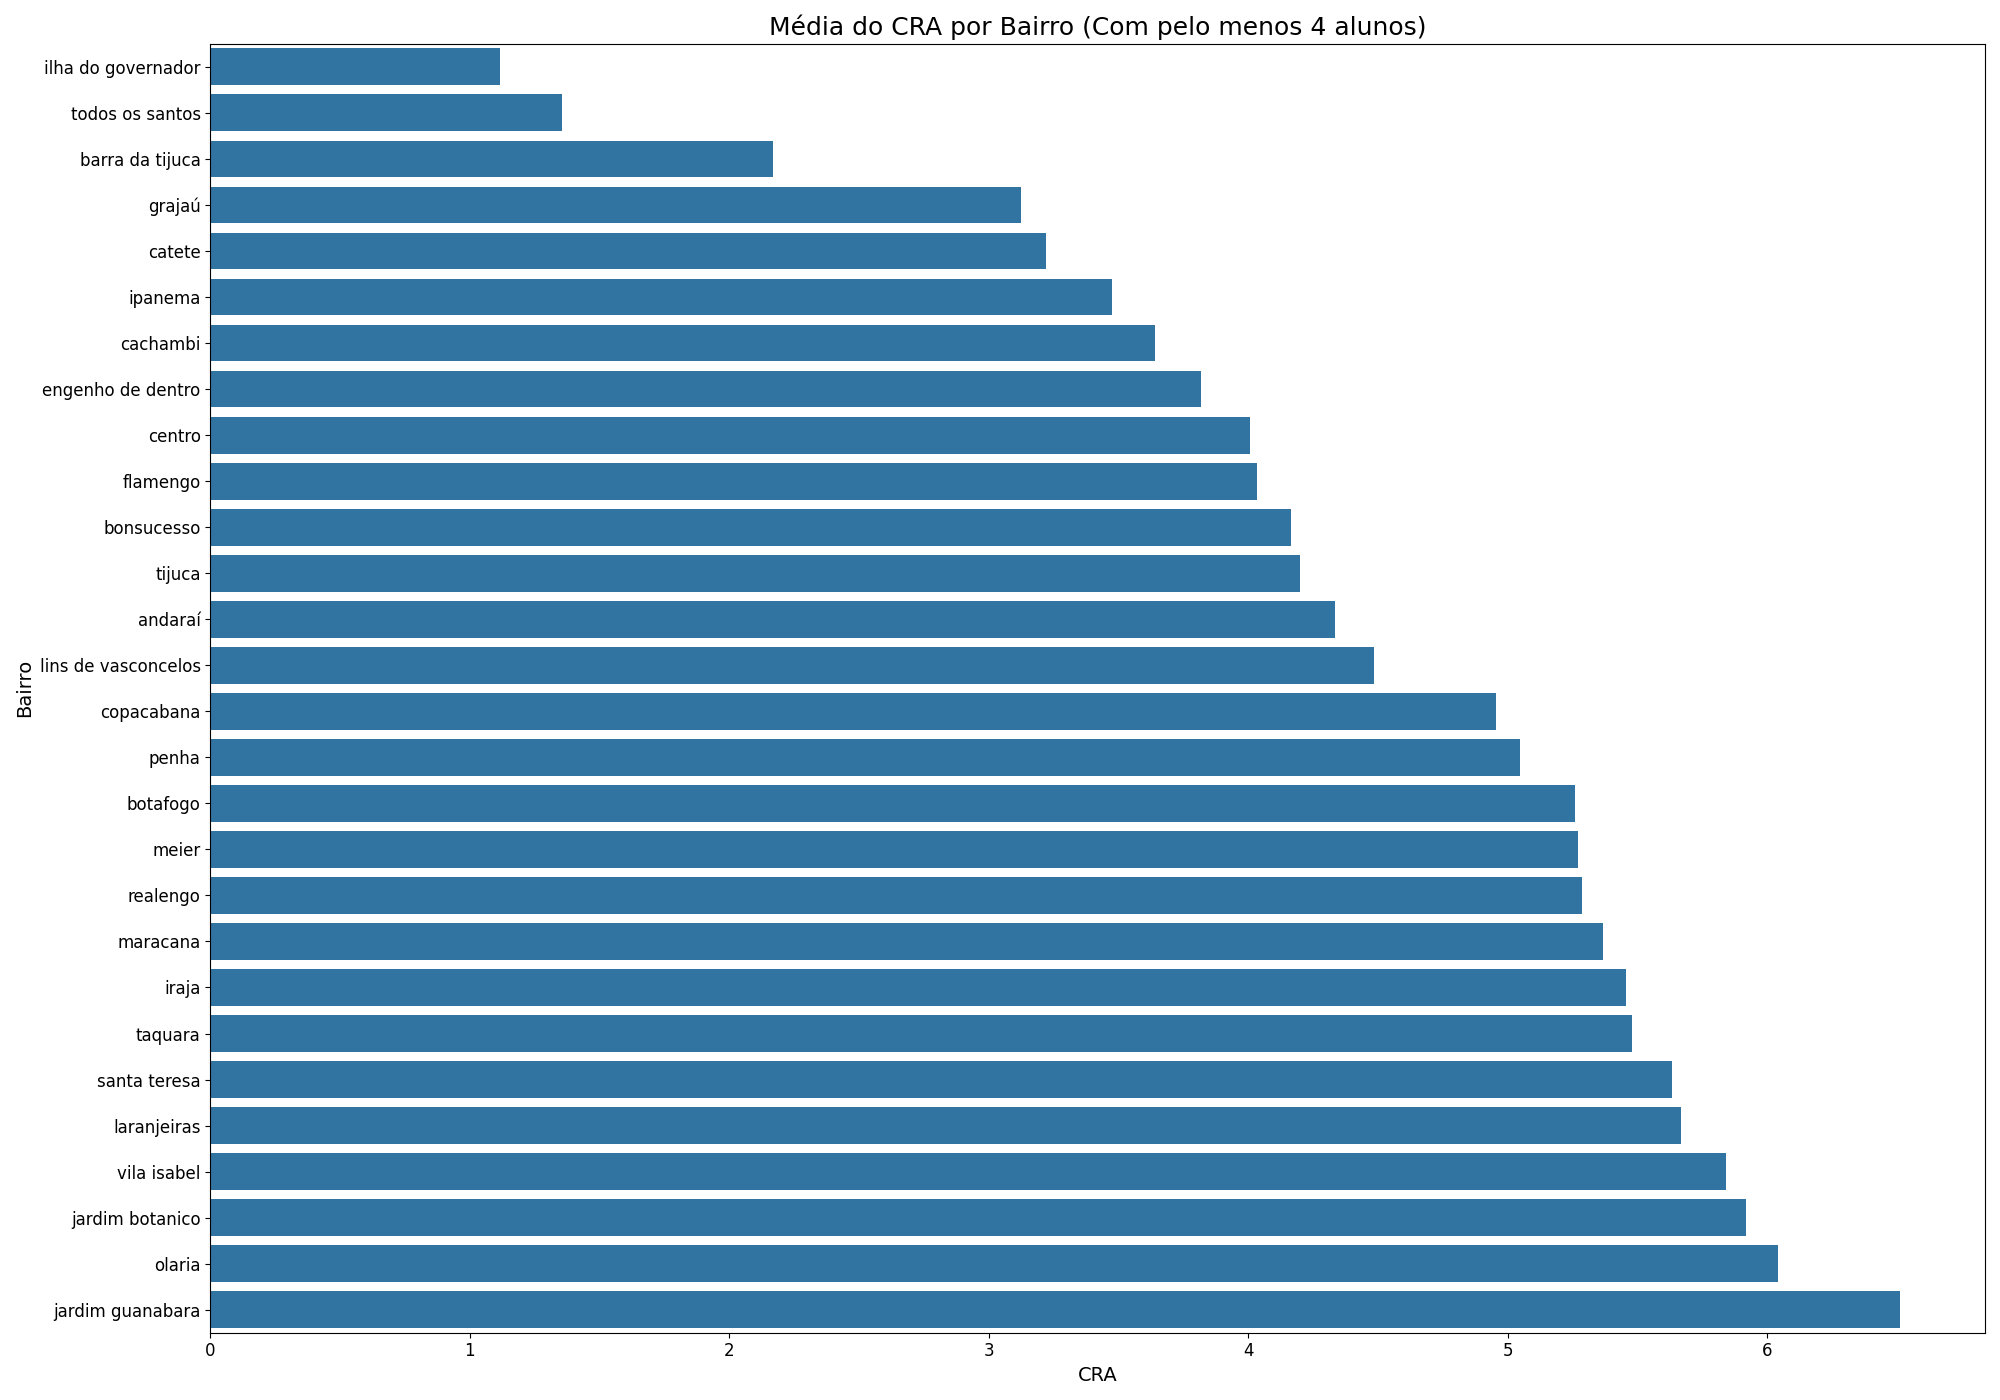 Média do CRA por Bairro (Com pelo menos 4 alunos)
Bairro
ilha do governador
todos os santos
barra da tijuca
grajaú
catete
ipanema
cachambi
engenho de dentro
centro
flamengo
bonsucesso
tijuca
andaraí
lins de vasconcelos
copacabana
penha
botafogo
meier
realengo
maracana
iraja
taquara
santa teresa
laranjeiras
vila isabel
jardim botanico
olaria
jardim guanabara
0 1 2 3 4 5 6
CRA